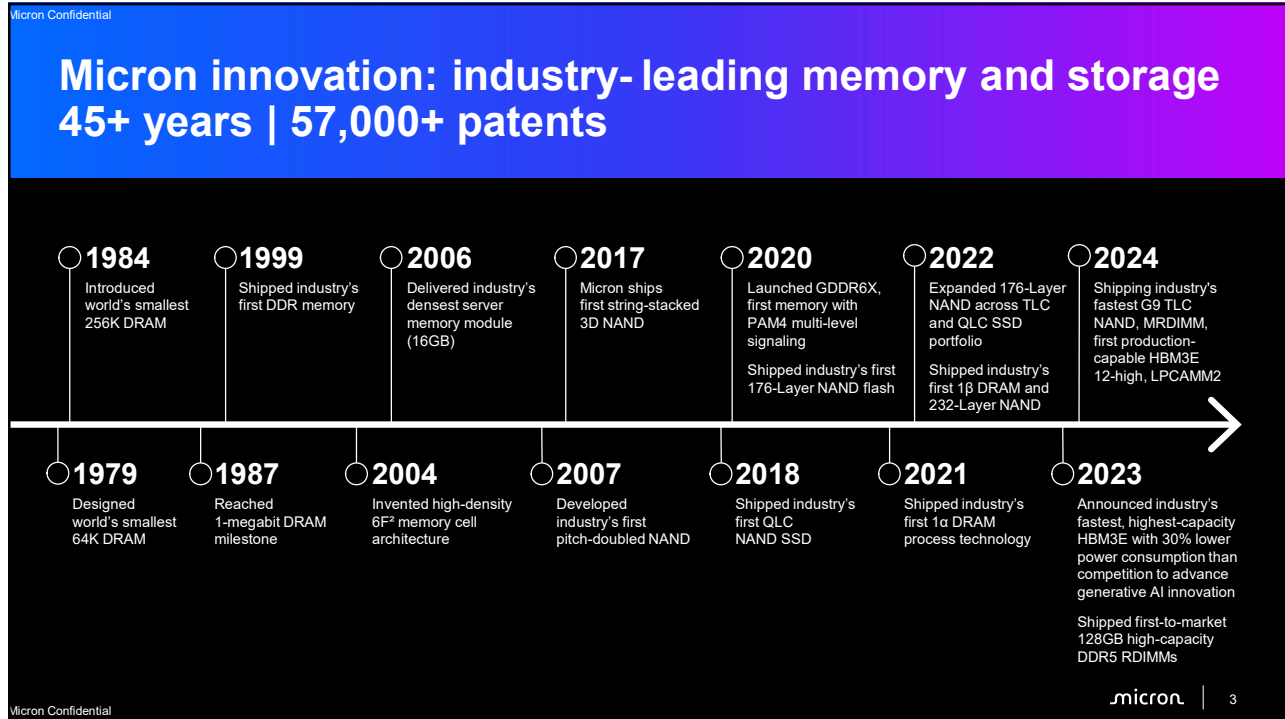 Micron Confidential
Micron innovation: industry- leading memory and storage
45+ years | 57,000+ patents
1984
Introduced
world's smallest
256K DRAM
1999
Shipped industry's
first DDR memory
2006
Delivered industry's
densest server
memory module
(16GB)
2017
Micron ships
first string-stacked
3D NAND
2020
Launched GDDR6X,
first memory with
PAM4 multi-level
signaling
Shipped industry's first
176-Layer NAND flash
2022
Expanded 176-Layer
NAND across TLC
and QLC SSD
portfolio
Shipped industry's
first 1β DRAM and
232-Layer NAND
2024
Shipping industry's
fastest G9 TLC
NAND, MRDIMM,
first production-
capable HBM3E
12-high, LPCAMM2
1979
Designed
world's smallest
64K DRAM
1987
Reached
1-megabit DRAM
milestone
2004
Invented high-density
6F² memory cell
architecture
2007
Developed
industry's first
pitch-doubled NAND
2018
Shipped industry's
first QLC
NAND SSD
2021
Shipped industry's
first 1α DRAM
process technology
2023
Announced industry's
fastest, highest-capacity
HBM3E with 30% lower
power consumption than
competition to advance
generative AI innovation
Shipped first-to-market
128GB high-capacity
DDR5 RDIMMs
micron
3
Micron Confidential